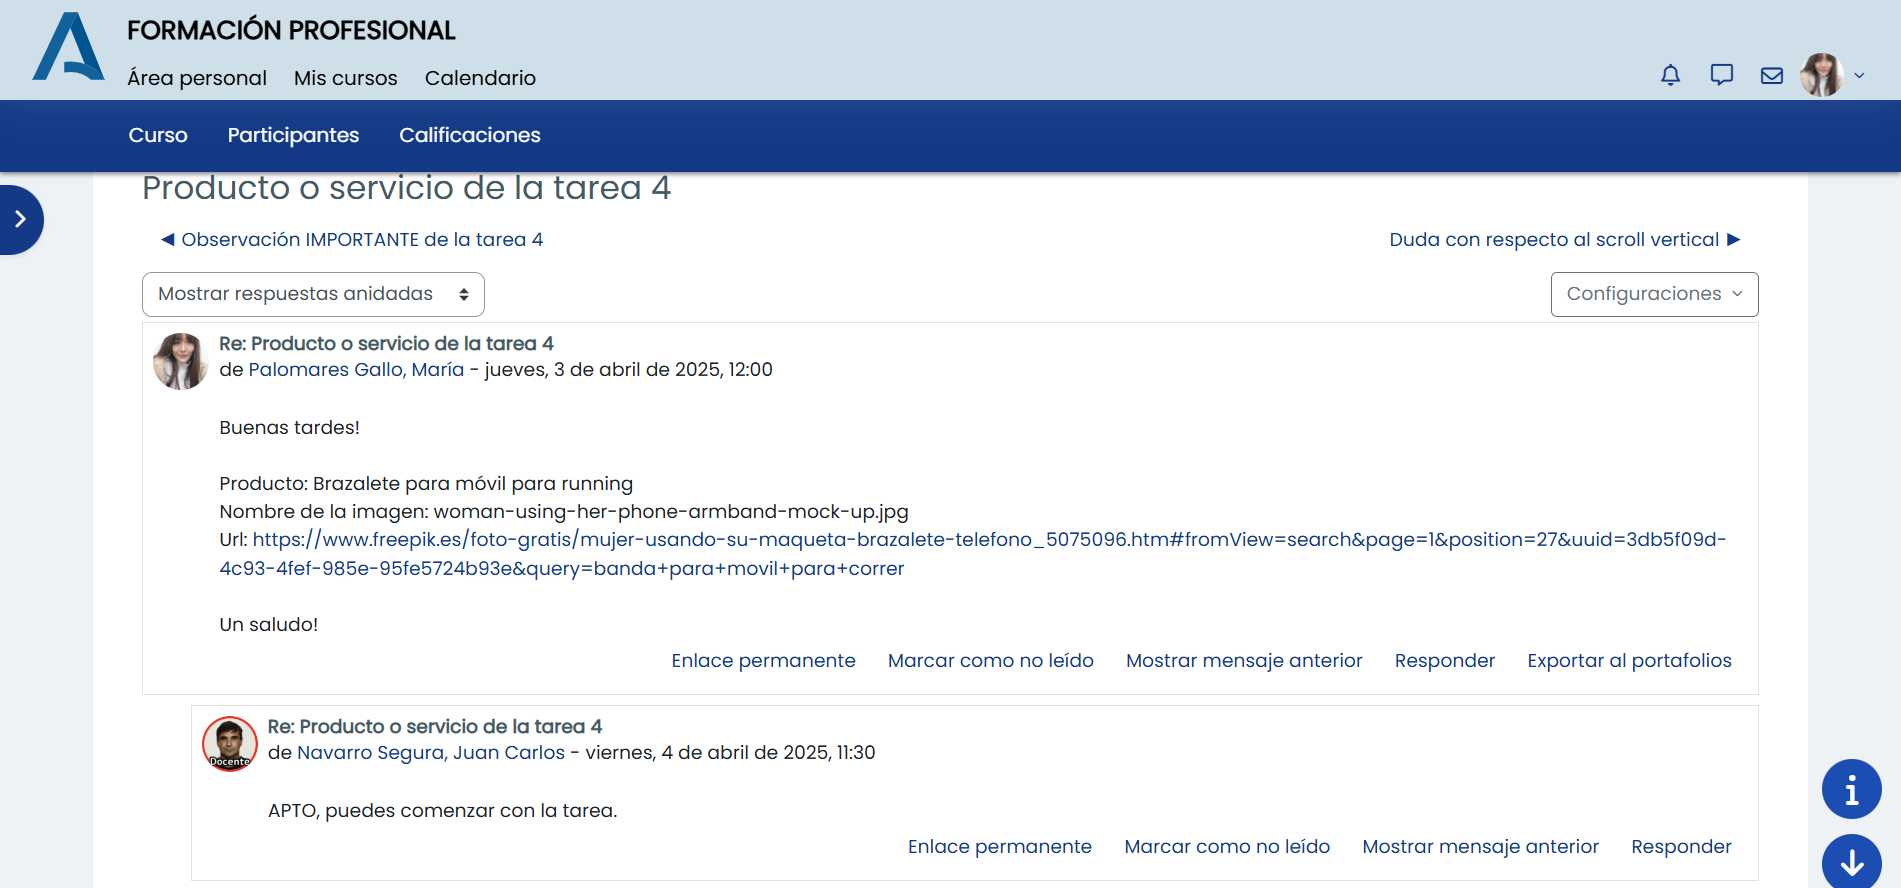 FORMACIÓN PROFESIONAL
Área personal Mis cursos Calendario
Curso Participantes Calificaciones
Producto o servicio de la tarea 4
◄ Observación IMPORTANTE de la tarea 4
Duda con respecto al scroll vertical ►
Mostrar respuestas anidadas
Configuraciones
Re: Producto o servicio de la tarea 4
de Palomares Gallo, María - jueves, 3 de abril de 2025, 12:00
Buenas tardes!
Producto: Brazalete para móvil para running
Nombre de la imagen: woman-using-her-phone-armband-mock-up.jpg
Url: https://www.freepik.es/foto-gratis/mujer-usando-su-maqueta-brazalete-telefono_5075096.htm#fromView=search&page=1&position=27&uuid=3db5f09d-
4c93-4fef-985e-95fe5724b93e&query=banda+para+movil+para+correr
Un saludo!
Enlace permanente Marcar como no leído Mostrar mensaje anterior Responder Exportar al portafolios
Docente
Re: Producto o servicio de la tarea 4
de Navarro Segura, Juan Carlos - viernes, 4 de abril de 2025, 11:30
APTO, puedes comenzar con la tarea.
Enlace permanente Marcar como no leído Mostrar mensaje anterior Responder